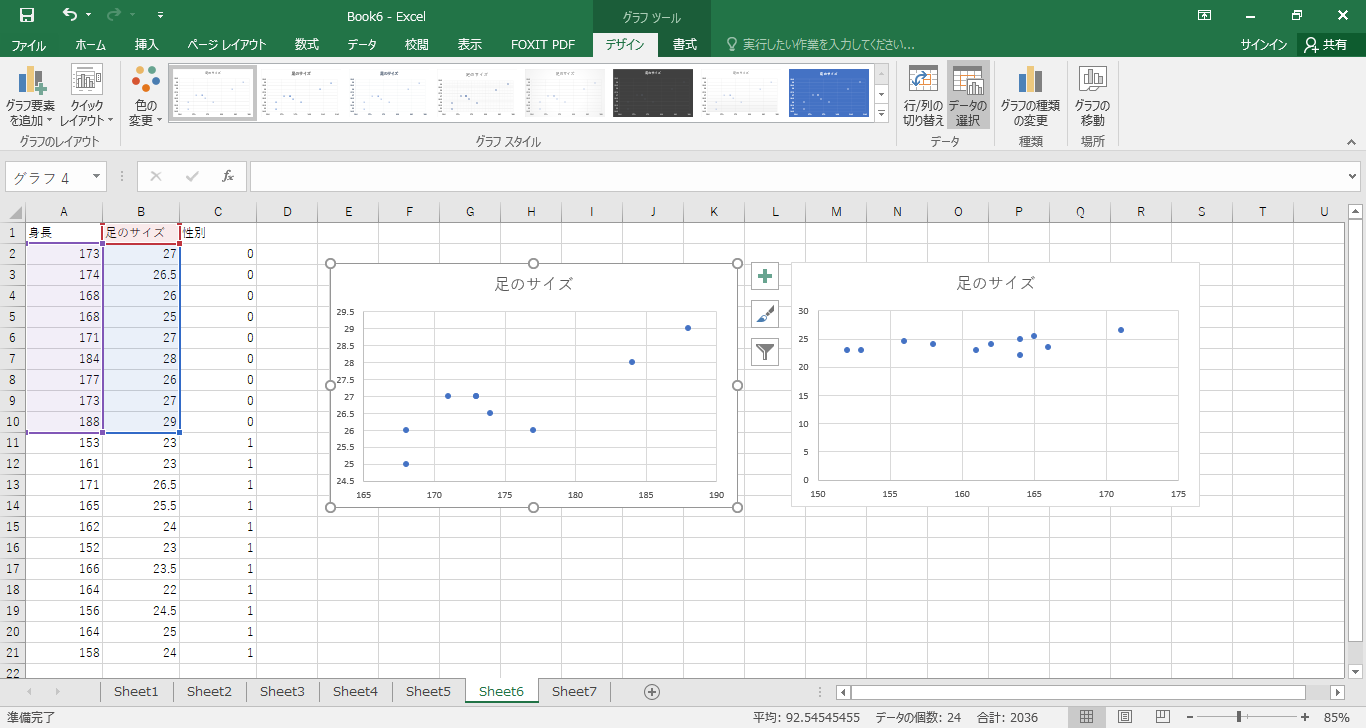 Book6 - Excel
グラフ ツール
ファイル ホーム 挿入 ページ レイアウト 数式 データ 校閲 表示 FOXIT PDF デザイン 書式 実行したい作業を入力してください... サインイン 共有
グラフ要素を追加
クイック レイアウト
色の変更
行/列の切り替え
データの選択
グラフの種類の変更
グラフの移動
グラフのレイアウト グラフ スタイル データ 種類 場所
グラフ 4 fx
A B C D E F G H I J K L M N O P Q R S T U
1 身長 足のサイズ 性別
2 173 27 0
3 174 26.5 0
4 168 26 0
5 168 25 0
6 171 27 0
7 184 28 0
8 177 26 0
9 173 27 0
10 188 29 0
11 153 23 1
12 161 23 1
13 171 26.5 1
14 165 25.5 1
15 162 24 1
16 152 23 1
17 166 23.5 1
18 164 22 1
19 156 24.5 1
20 164 25 1
21 158 24 1
22
足のサイズ
29.5
29
28.5
28
27.5
27
26.5
26
25.5
25
24.5
165 170 175 180 185 190
足のサイズ
30
25
20
15
10
5
0
150 155 160 165 170 175
Sheet1 Sheet2 Sheet3 Sheet4 Sheet5 Sheet6 Sheet7
準備完了 平均: 92.54545455 データの個数: 24 合計: 2036 85%